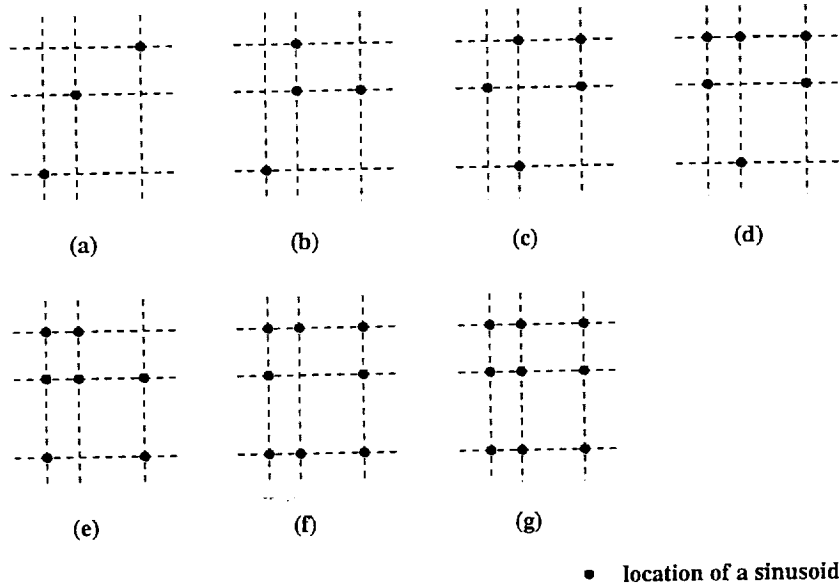 (a) (b) (c) (d)
(e) (f) (g)
● location of a sinusoid